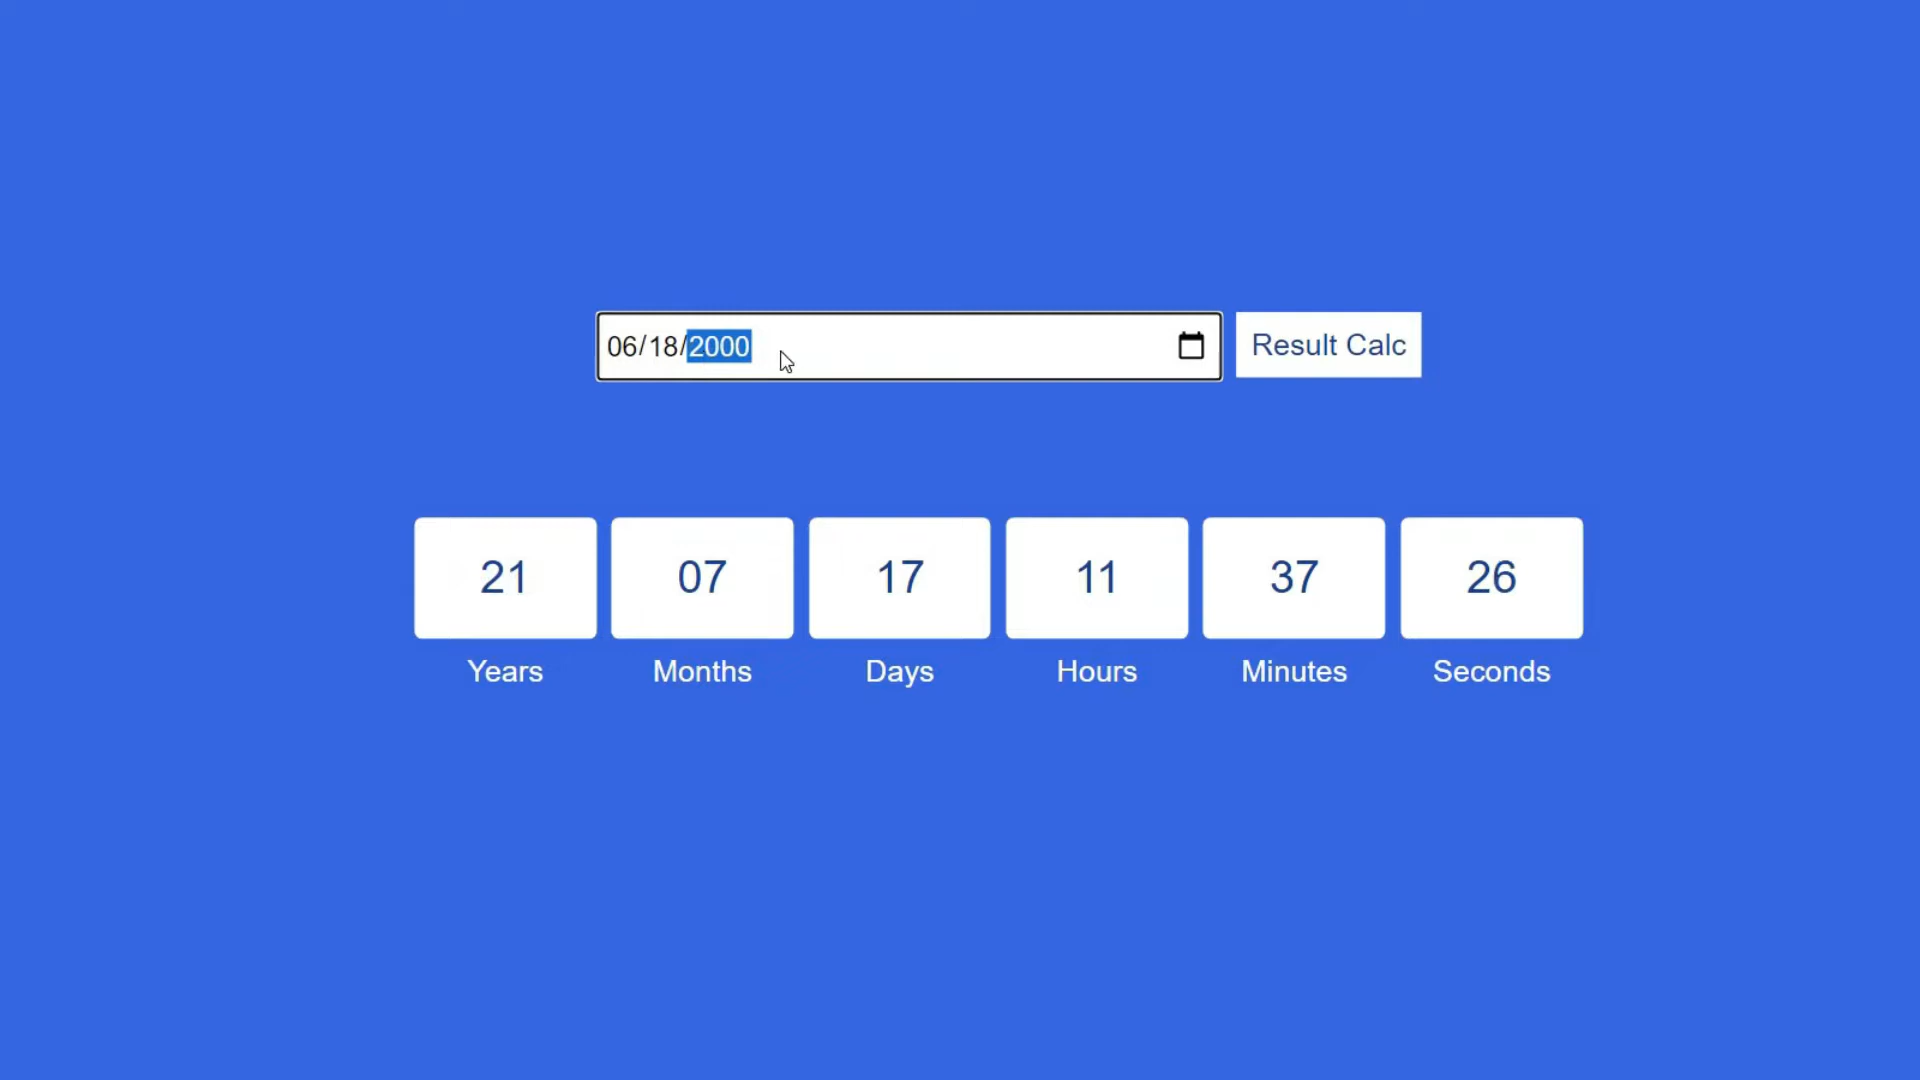 06/18/2000
Result Calc
21 07 17 11 37 26
Years Months Days Hours Minutes Seconds